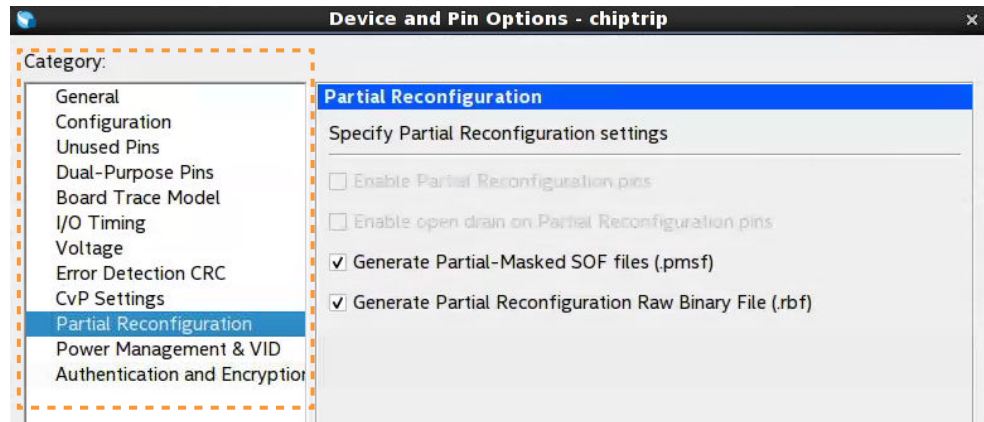 Device and Pin Options - chiptrip
Category:
General
Configuration
Unused Pins
Dual-Purpose Pins
Board Trace Model
I/O Timing
Voltage
Error Detection CRC
CvP Settings
Partial Reconfiguration
Power Management & VID
Authentication and Encryption
Partial Reconfiguration
Specify Partial Reconfiguration settings
Enable Partial Reconfiguration pins
Enable open drain on Partial Reconfiguration pins
Generate Partial-Masked SOF files (.pmsf)
Generate Partial Reconfiguration Raw Binary File (.rbf)